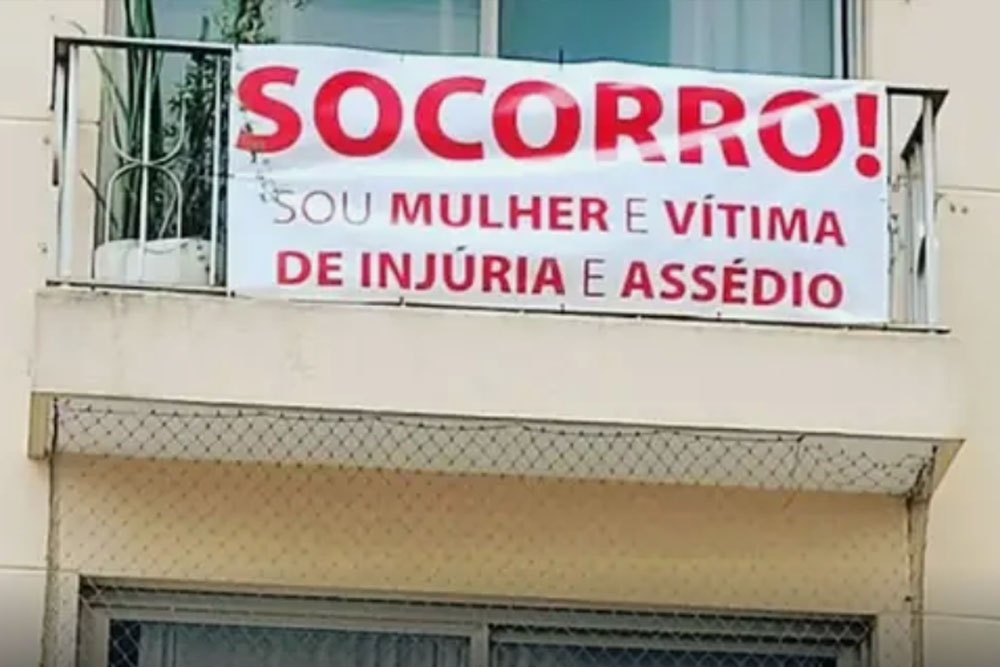 SOCORRO!
SOU MULHER E VÍTIMA
DE INJÚRIA E ASSÉDIO